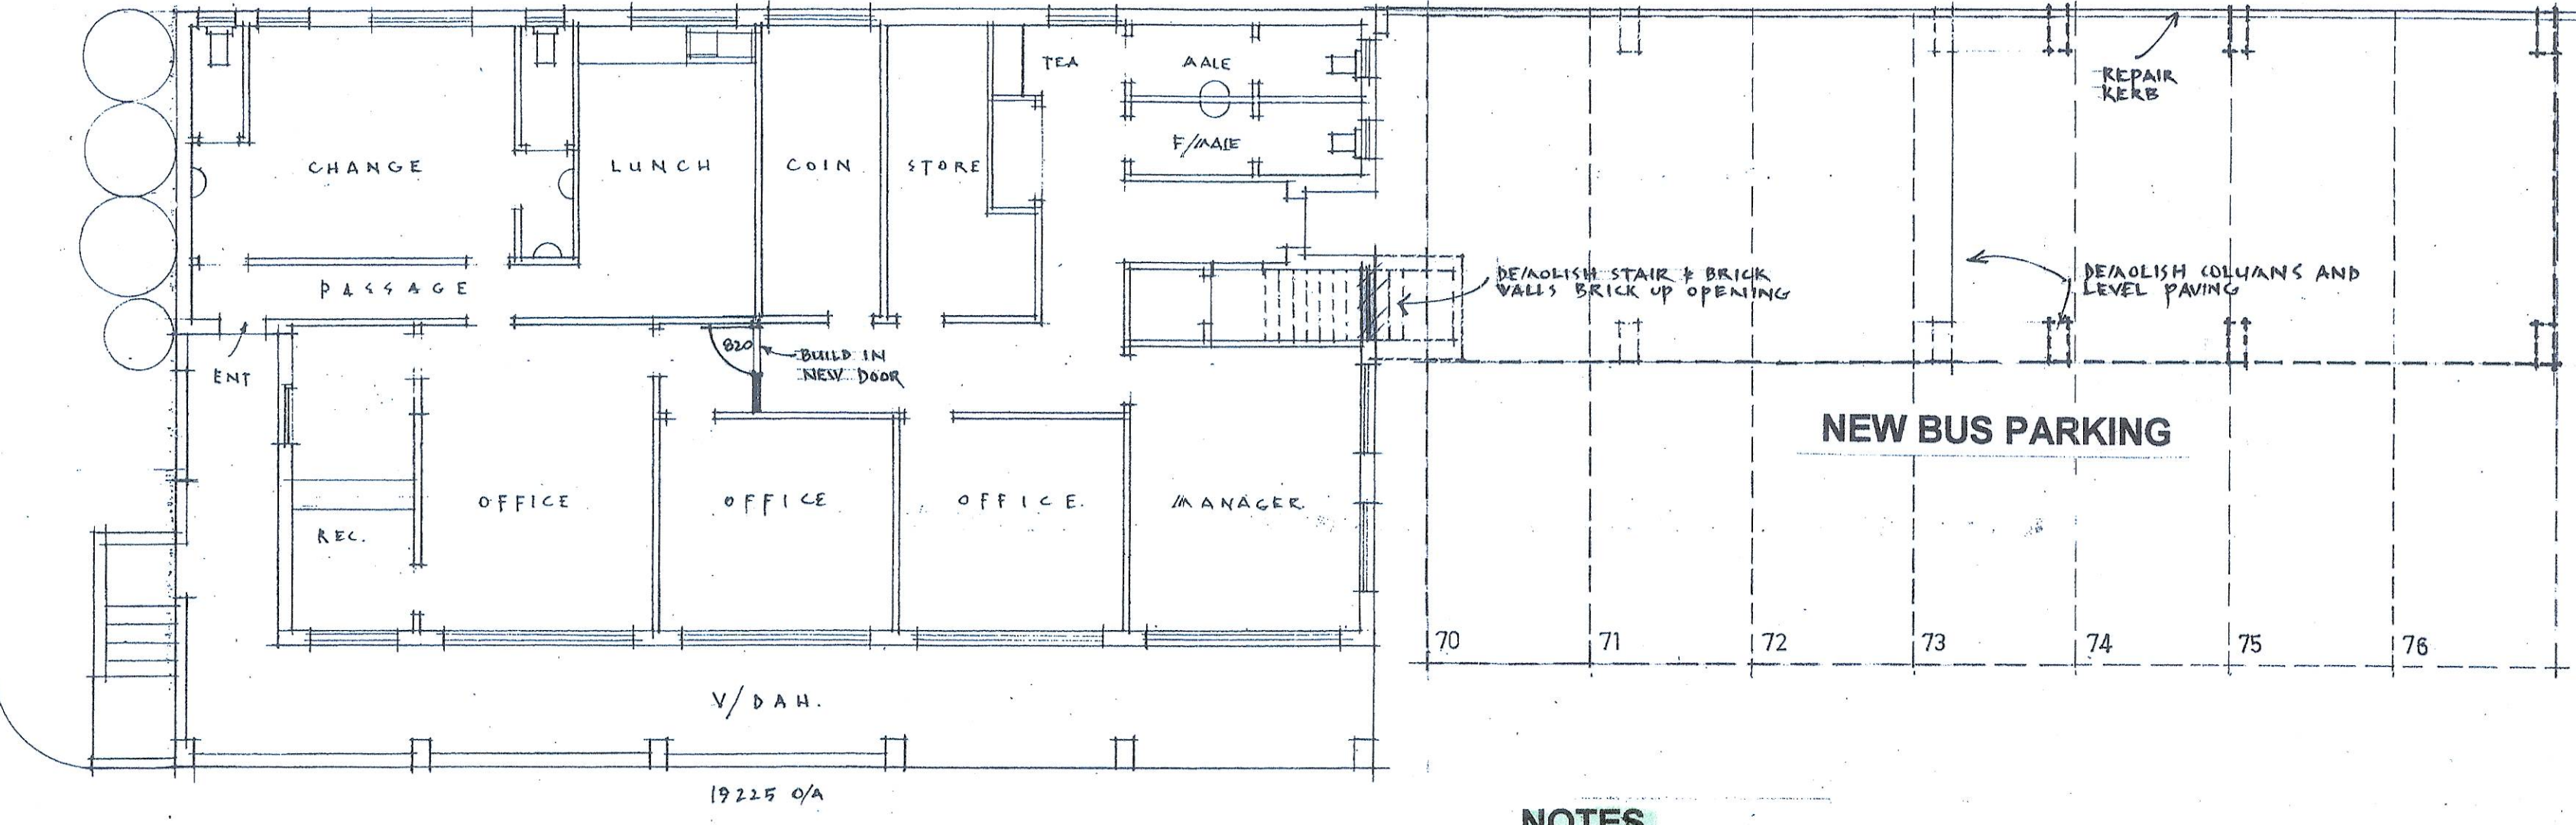 TEA
MALE
REPAIR
KERB
F/MALE
CHANGE
LUNCH
COIN
STORE
PASSAGE
DEMOLISH STAIR & BRICK
WALLS BRICK UP OPENING
DEMOLISH COLUMNS AND
LEVEL PAVING
820
BUILD IN
NEW DOOR
ENT
NEW BUS PARKING
OFFICE
OFFICE
OFFICE.
MANAGER.
REC.
70
71
72
73
74
75
76
V/DAH.
19225 O/A
NOTES